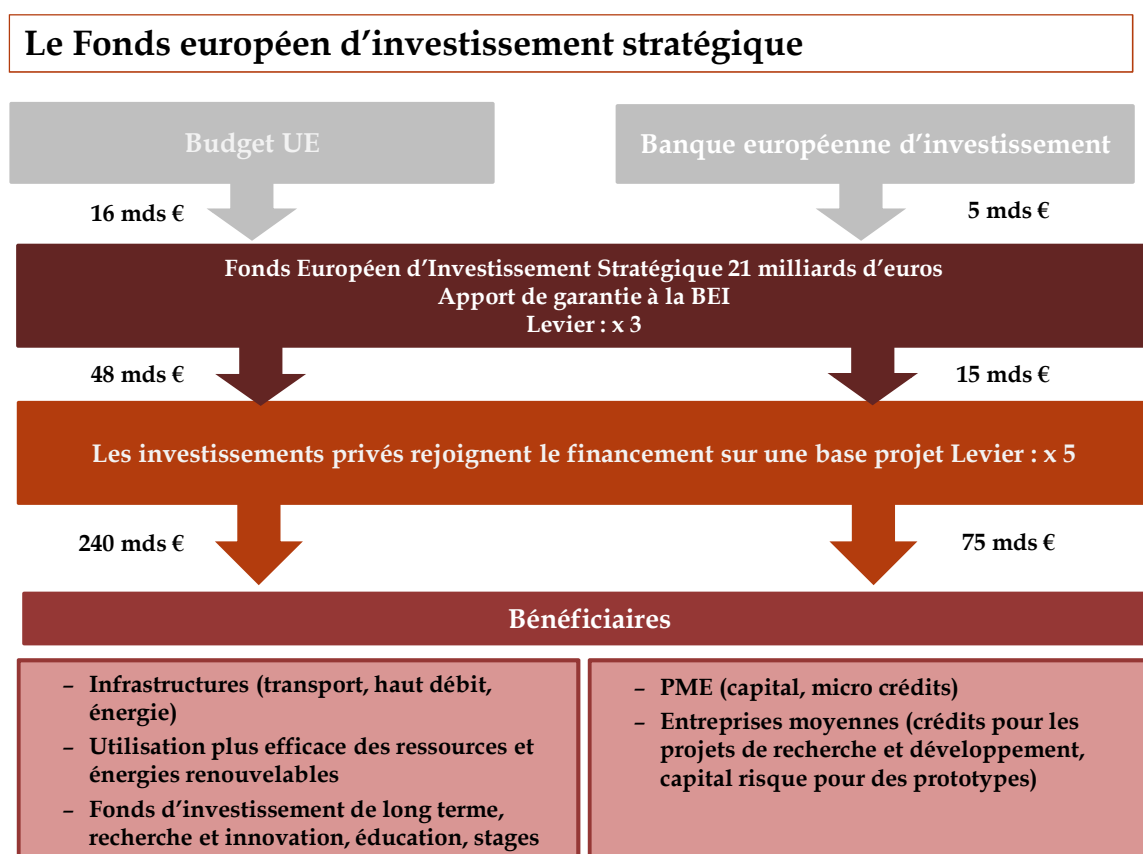 Le Fonds européen d’investissement stratégique
Budget UE
Banque européenne d’investissement
16 mds €
5 mds €
Fonds Européen d’Investissement Stratégique 21 milliards d’euros
Apport de garantie à la BEI
Levier : x 3
48 mds €
15 mds €
Les investissements privés rejoignent le financement sur une base projet Levier : x 5
240 mds €
75 mds €
Bénéficiaires
– Infrastructures (transport, haut débit,
énergie)
– Utilisation plus efficace des ressources et
énergies renouvelables
– Fonds d’investissement de long terme,
recherche et innovation, éducation, stages
– PME (capital, micro crédits)
– Entreprises moyennes (crédits pour les
projets de recherche et développement,
capital risque pour des prototypes)